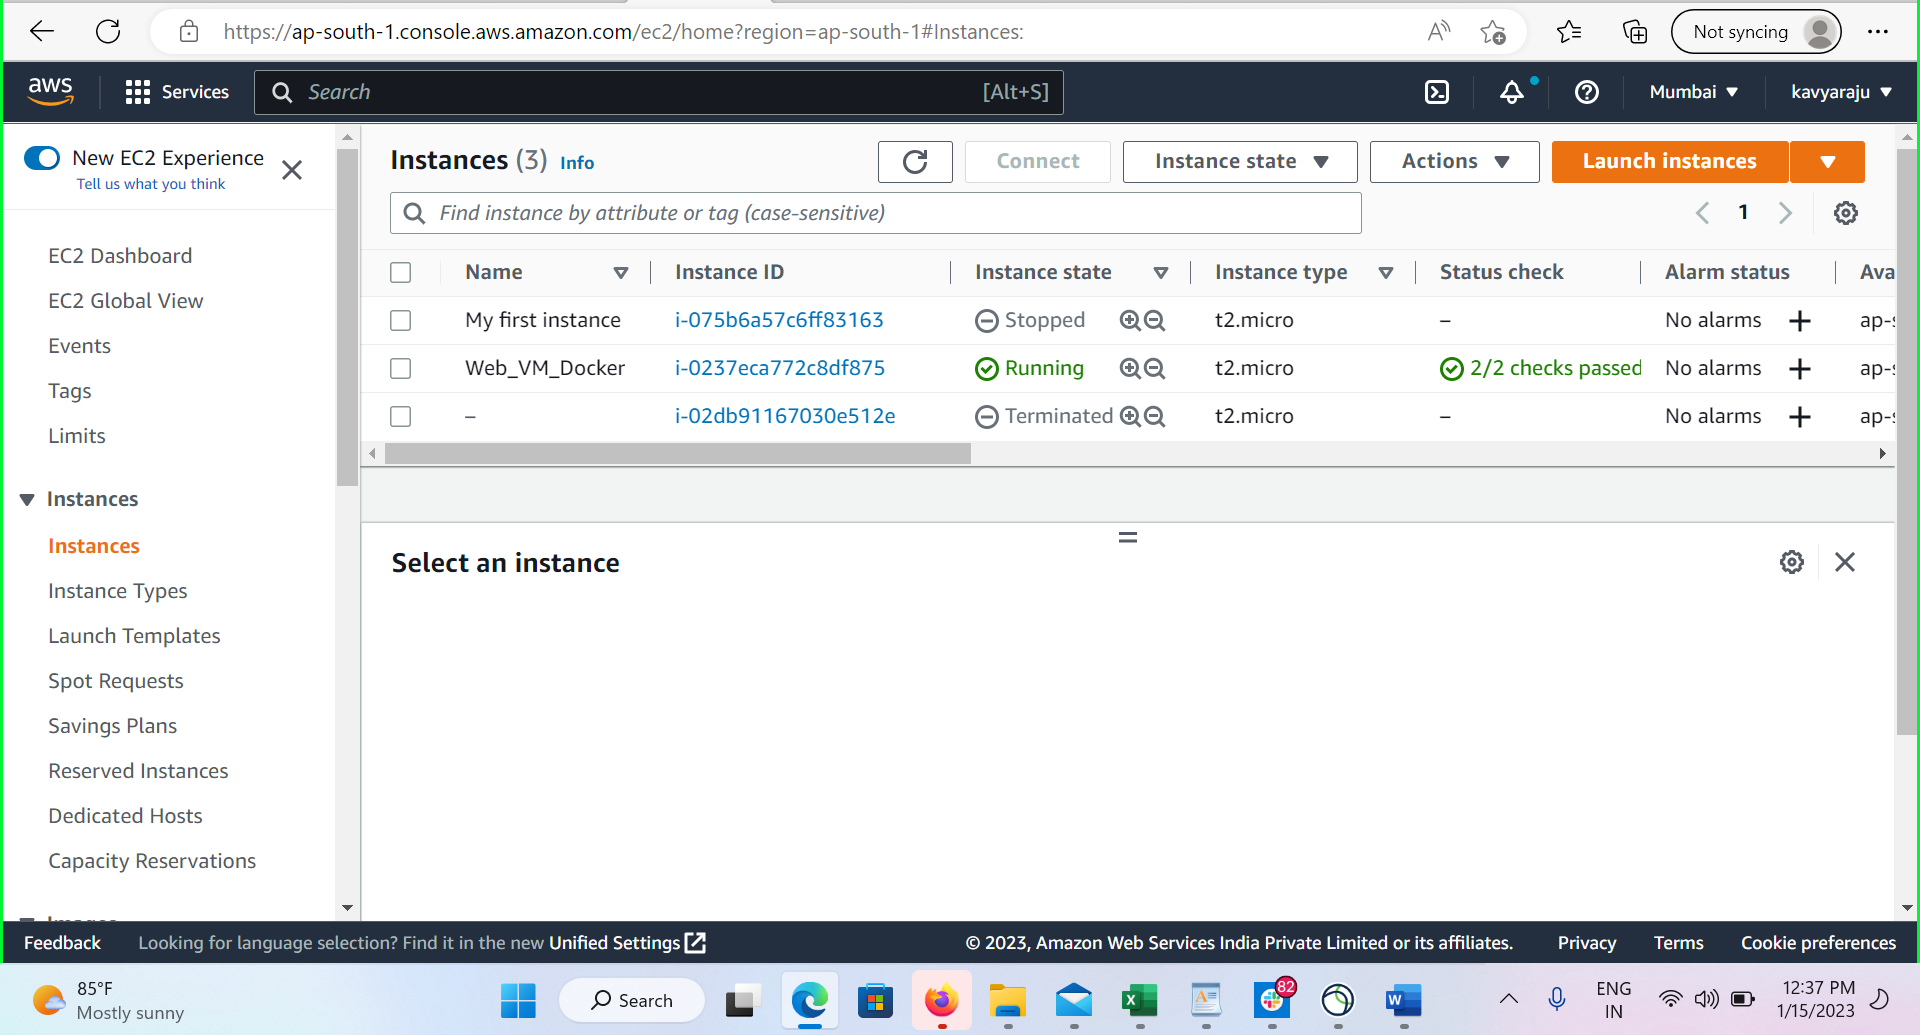 https://ap-south-1.console.aws.amazon.com/ec2/home?region=ap-south-1#Instances:
Not syncing
aws
Services
Search
[Alt+S]
Mumbai
kavyaraju
New EC2 Experience
Tell us what you think
EC2 Dashboard
EC2 Global View
Events
Tags
Limits
Instances
Instances
Instance Types
Launch Templates
Spot Requests
Savings Plans
Reserved Instances
Dedicated Hosts
Capacity Reservations
Images
Instances (3) Info
Connect
Instance state
Actions
Launch instances
Find instance by attribute or tag (case-sensitive)
1
Name Instance ID Instance state Instance type Status check Alarm status Ava
My first instance i-075b6a57c6ff83163 Stopped t2.micro – No alarms ap-s
Web_VM_Docker i-0237eca772c8df875 Running t2.micro 2/2 checks passed No alarms ap-s
– i-02db91167030e512e Terminated t2.micro – No alarms ap-s
Select an instance
Feedback
Looking for language selection? Find it in the new Unified Settings
© 2023, Amazon Web Services India Private Limited or its affiliates.
Privacy
Terms
Cookie preferences
85°F
Mostly sunny
Search
82
ENG
IN
12:37 PM
1/15/2023